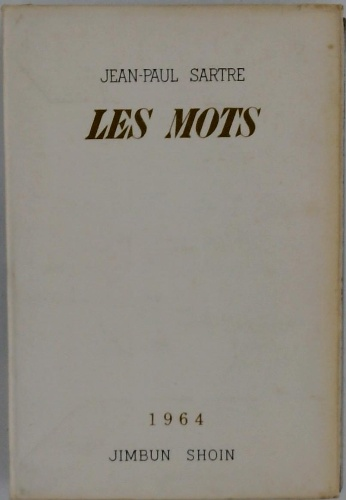 JEAN-PAUL SARTRE
LES MOTS
1964
JIMBUN SHOIN